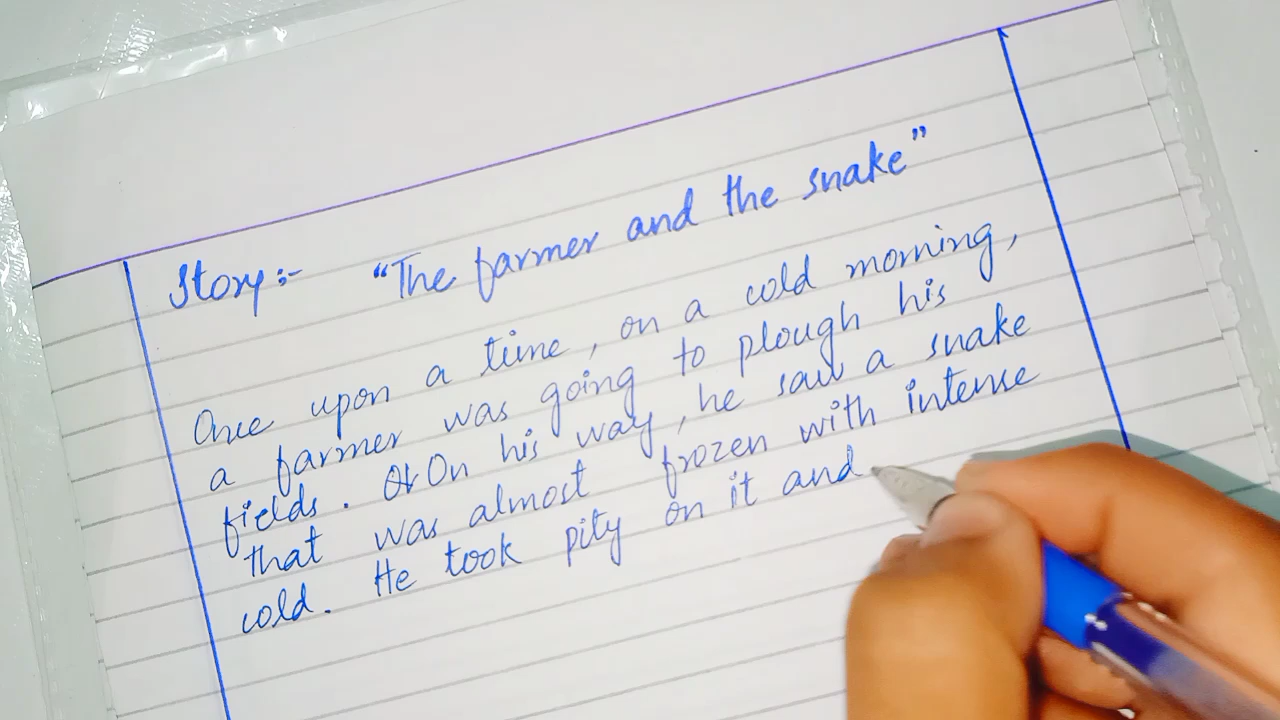 Story:- "The farmer and the snake"
Once upon a time, on a cold morning,
a farmer was going to plough his
fields. On his way, he saw a snake
that was almost frozen with intense
cold. He took pity on it and